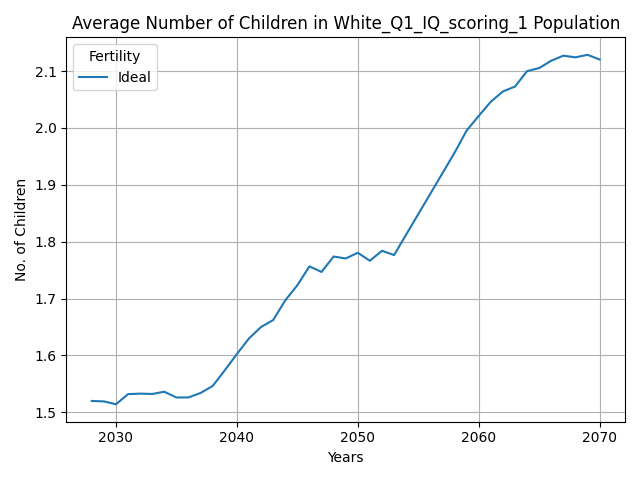 Average Number of Children in White_Q1_IQ_scoring_1 Population
Fertility
Ideal
No. of Children
2.1
2.0
1.9
1.8
1.7
1.6
1.5
2030 2040 2050 2060 2070
Years